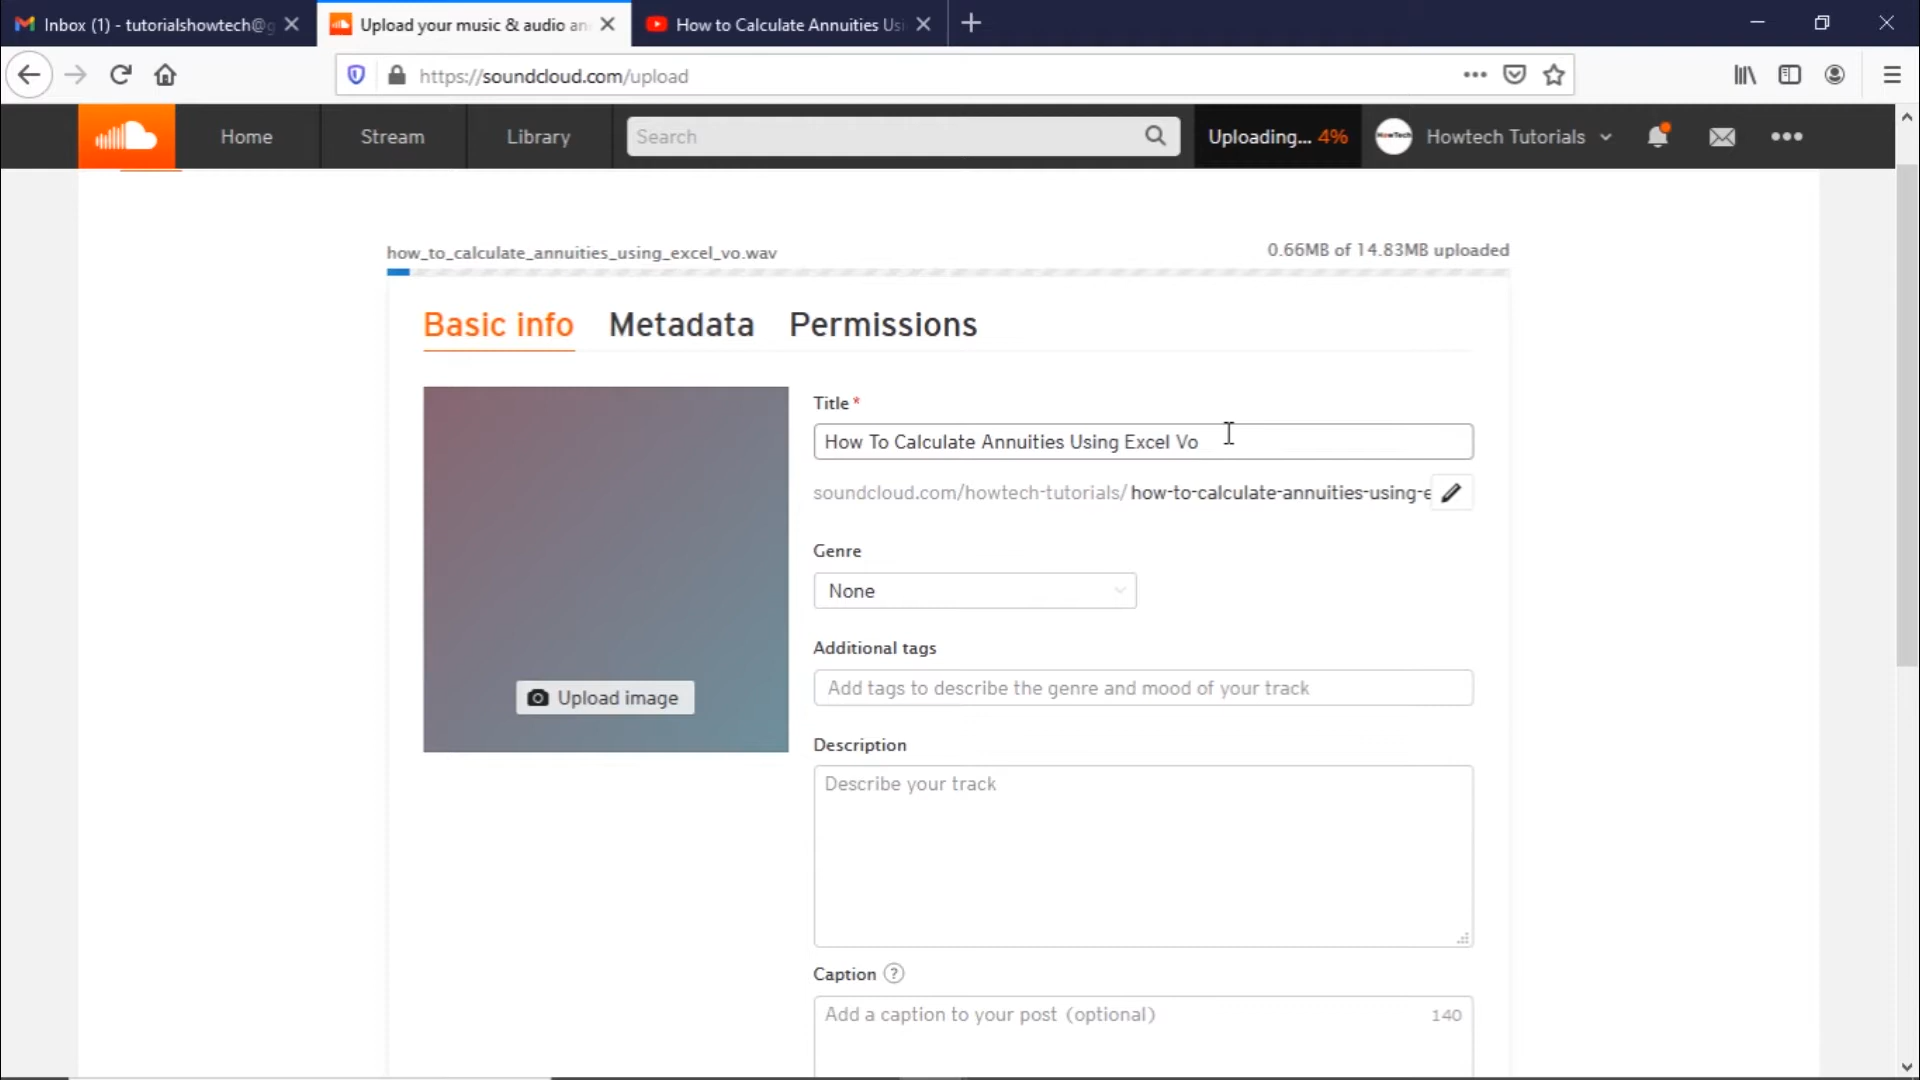 Inbox (1) - tutorialshowtech@g
Upload your music & audio an
How to Calculate Annuities Usi
https://soundcloud.com/upload
Home
Stream
Library
Search
Uploading... 4%
HowTech
Howtech Tutorials
how_to_calculate_annuities_using_excel_vo.wav
0.66MB of 14.83MB uploaded
Basic info
Metadata
Permissions
Upload image
Title*
How To Calculate Annuities Using Excel Vo
soundcloud.com/howtech-tutorials/how-to-calculate-annuities-using-e
Genre
None
Additional tags
Add tags to describe the genre and mood of your track
Description
Describe your track
Caption ?
Add a caption to your post (optional)
140